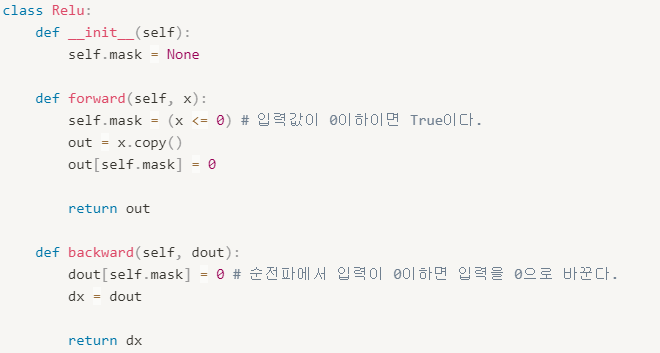 class Relu:
    def __init__(self):
        self.mask = None

    def forward(self, x):
        self.mask = (x <= 0) # 입력값이 0이하이면 True이다.
        out = x.copy()
        out[self.mask] = 0

        return out

    def backward(self, dout):
        dout[self.mask] = 0 # 순전파에서 입력이 0이하면 입력을 0으로 바꾼다.
        dx = dout

        return dx